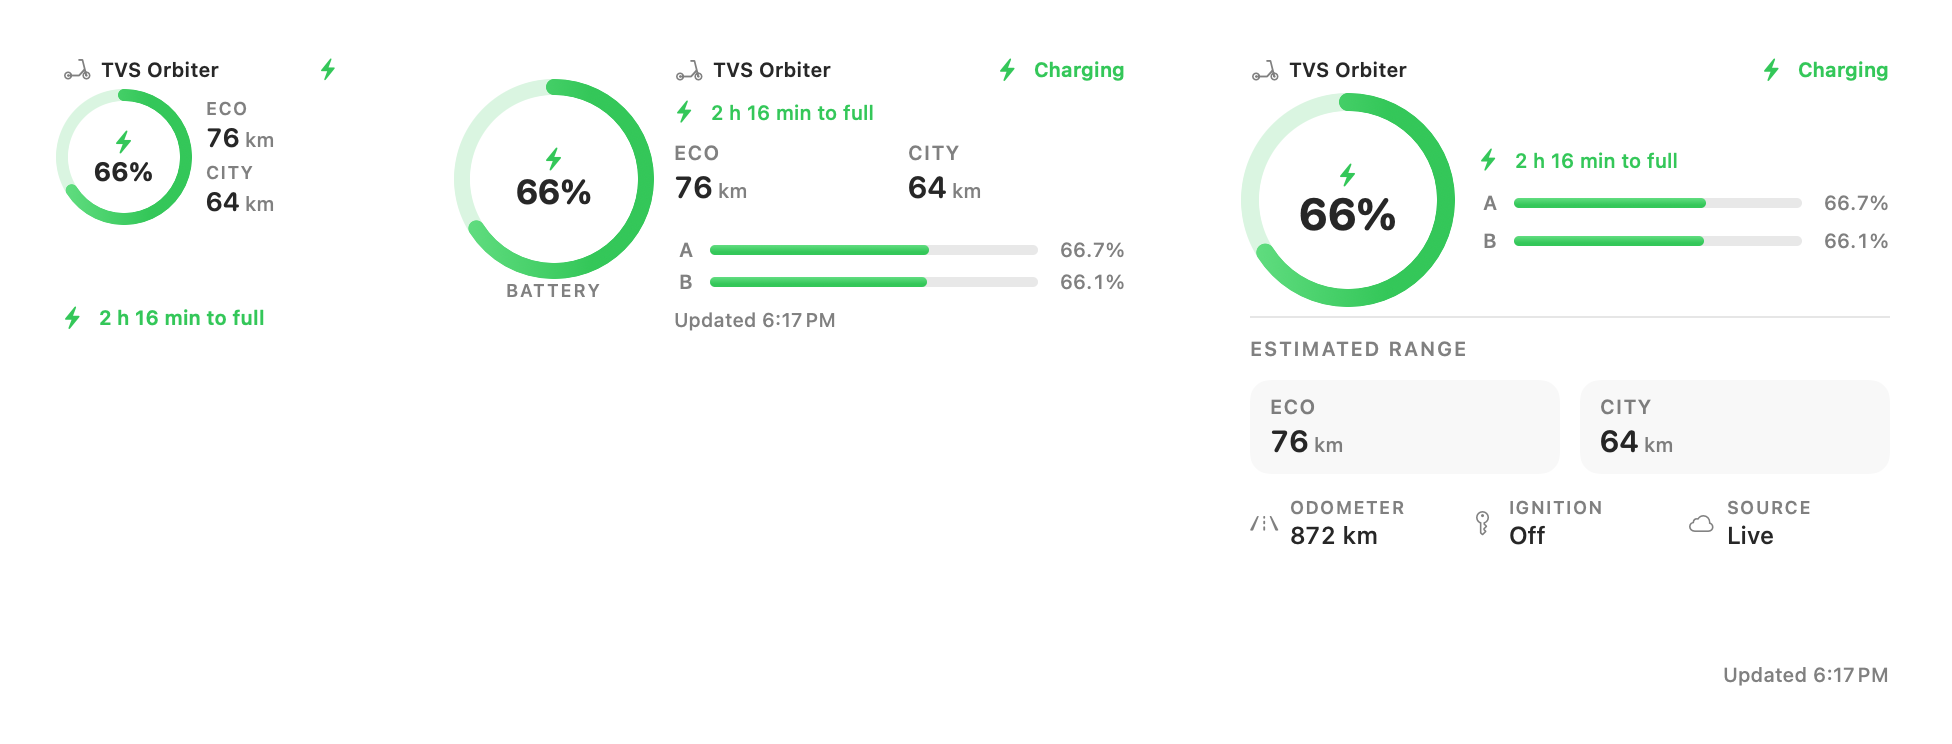 TVS Orbiter
66%
ECO
76 km
CITY
64 km
2 h 16 min to full
TVS Orbiter
Charging
66%
BATTERY
2 h 16 min to full
ECO
76 km
CITY
64 km
A 66.7%
B 66.1%
Updated 6:17 PM
TVS Orbiter
Charging
66%
2 h 16 min to full
A 66.7%
B 66.1%
ESTIMATED RANGE
ECO
76 km
CITY
64 km
ODOMETER
872 km
IGNITION
Off
SOURCE
Live
Updated 6:17 PM